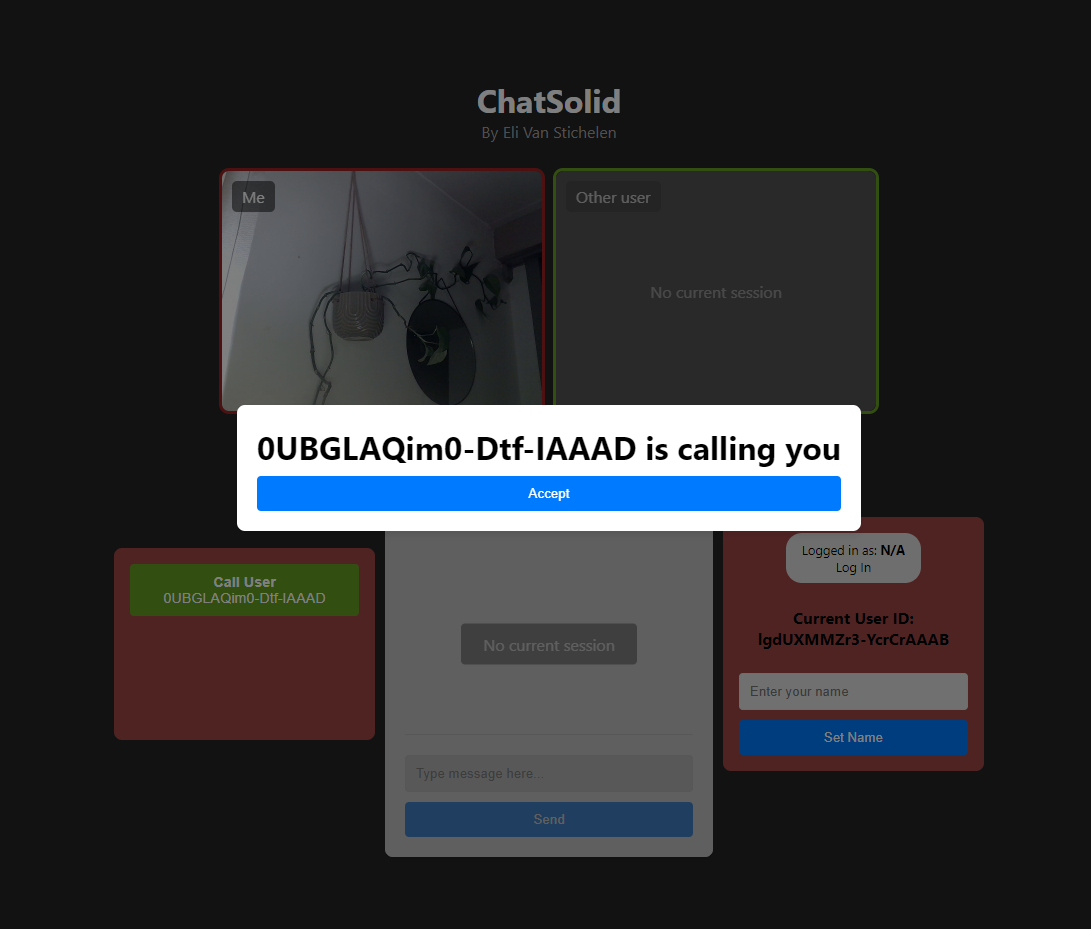 ChatSolid
By Eli Van Stichelen
Me
Other user
No current session
0UBGLAQim0-Dtf-IAAAD is calling you
Accept
Call User
0UBGLAQim0-Dtf-IAAAD
No current session
Type message here...
Send
Logged in as: N/A
Log In
Current User ID:
lgdUXMMZr3-YcrCrAAAB
Enter your name
Set Name